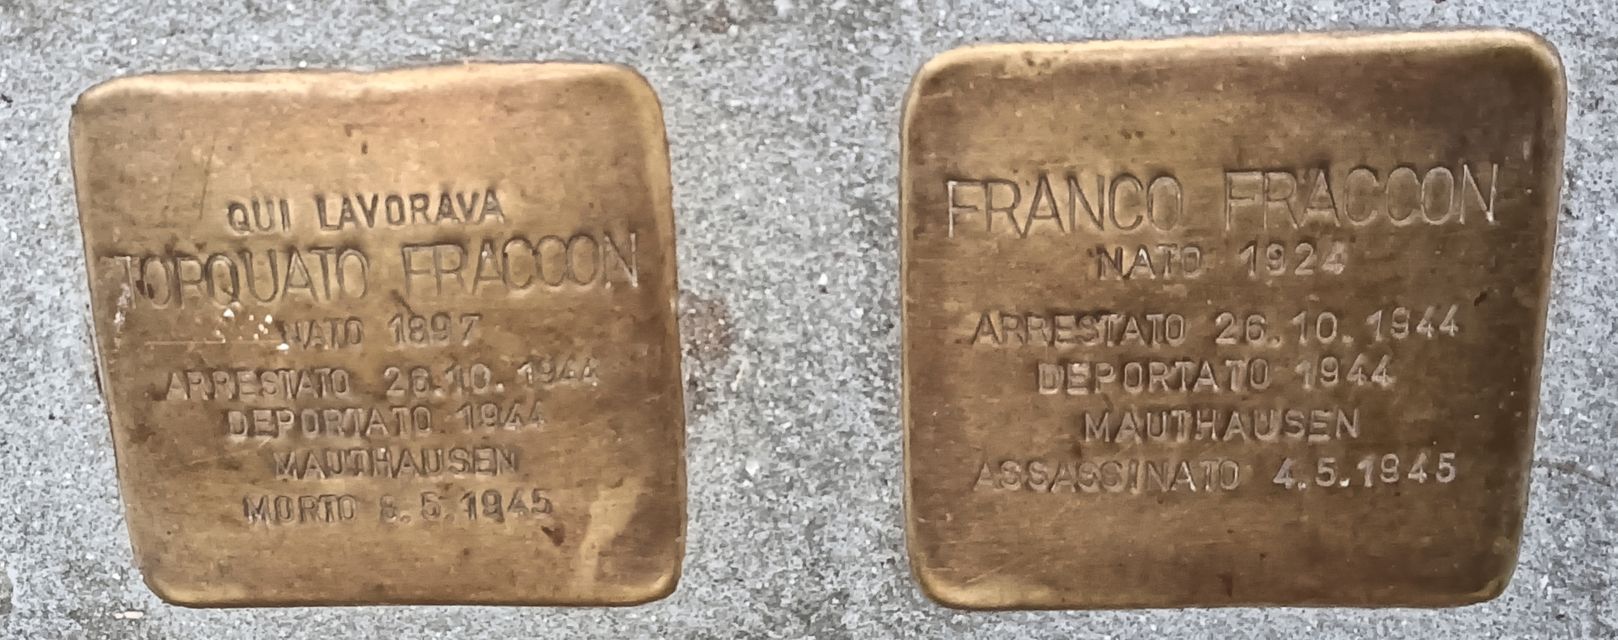 QUI LAVORAVA
TORQUATO FRACCON
NATO 1897
ARRESTATO 26.10.1944
DEPORTATO 1944
MAUTHAUSEN
MORTO 8.5.1945
FRANCO FRACCON
NATO 1924
ARRESTATO 26.10.1944
DEPORTATO 1944
MAUTHAUSEN
ASSASSINATO 4.5.1945